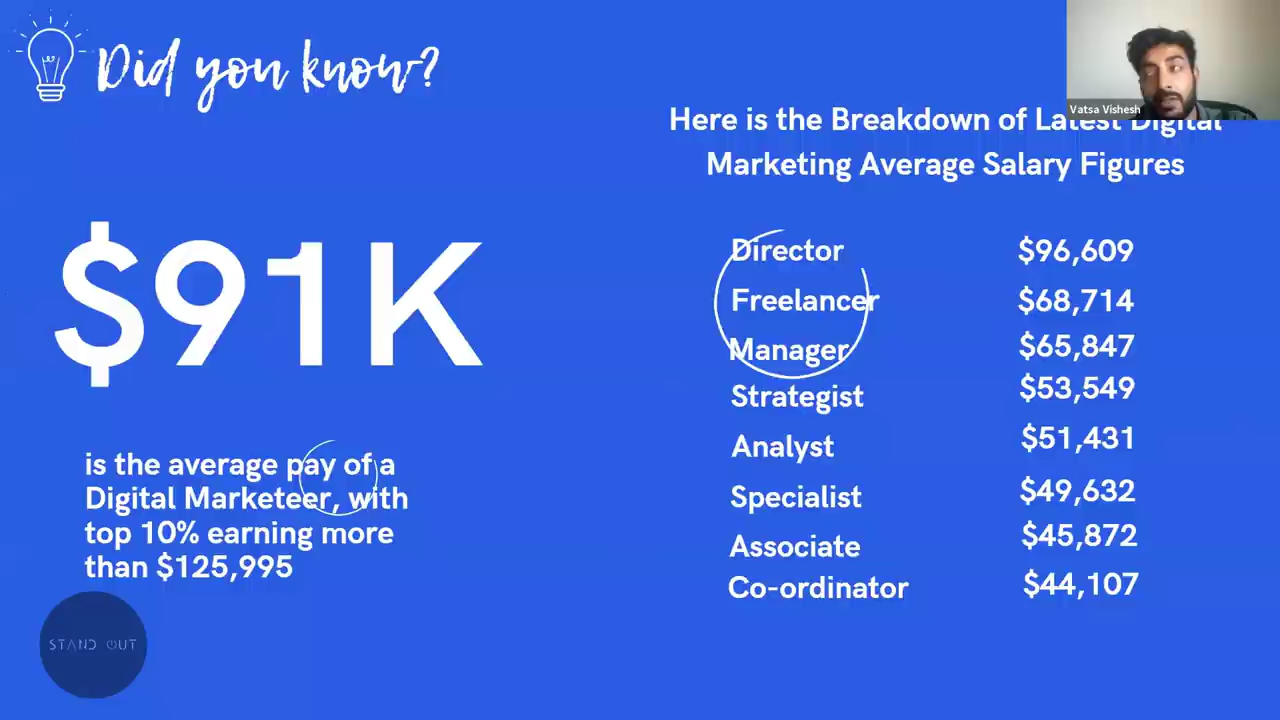 Did you know?
Vatsa Vishesh
Here is the Breakdown of Latest Digital
Marketing Average Salary Figures
$91K
is the average pay of a
Digital Marketeer, with
top 10% earning more
than $125,995
Director $96,609
Freelancer $68,714
Manager $65,847
Strategist $53,549
Analyst $51,431
Specialist $49,632
Associate $45,872
Co-ordinator $44,107
STAND OUT